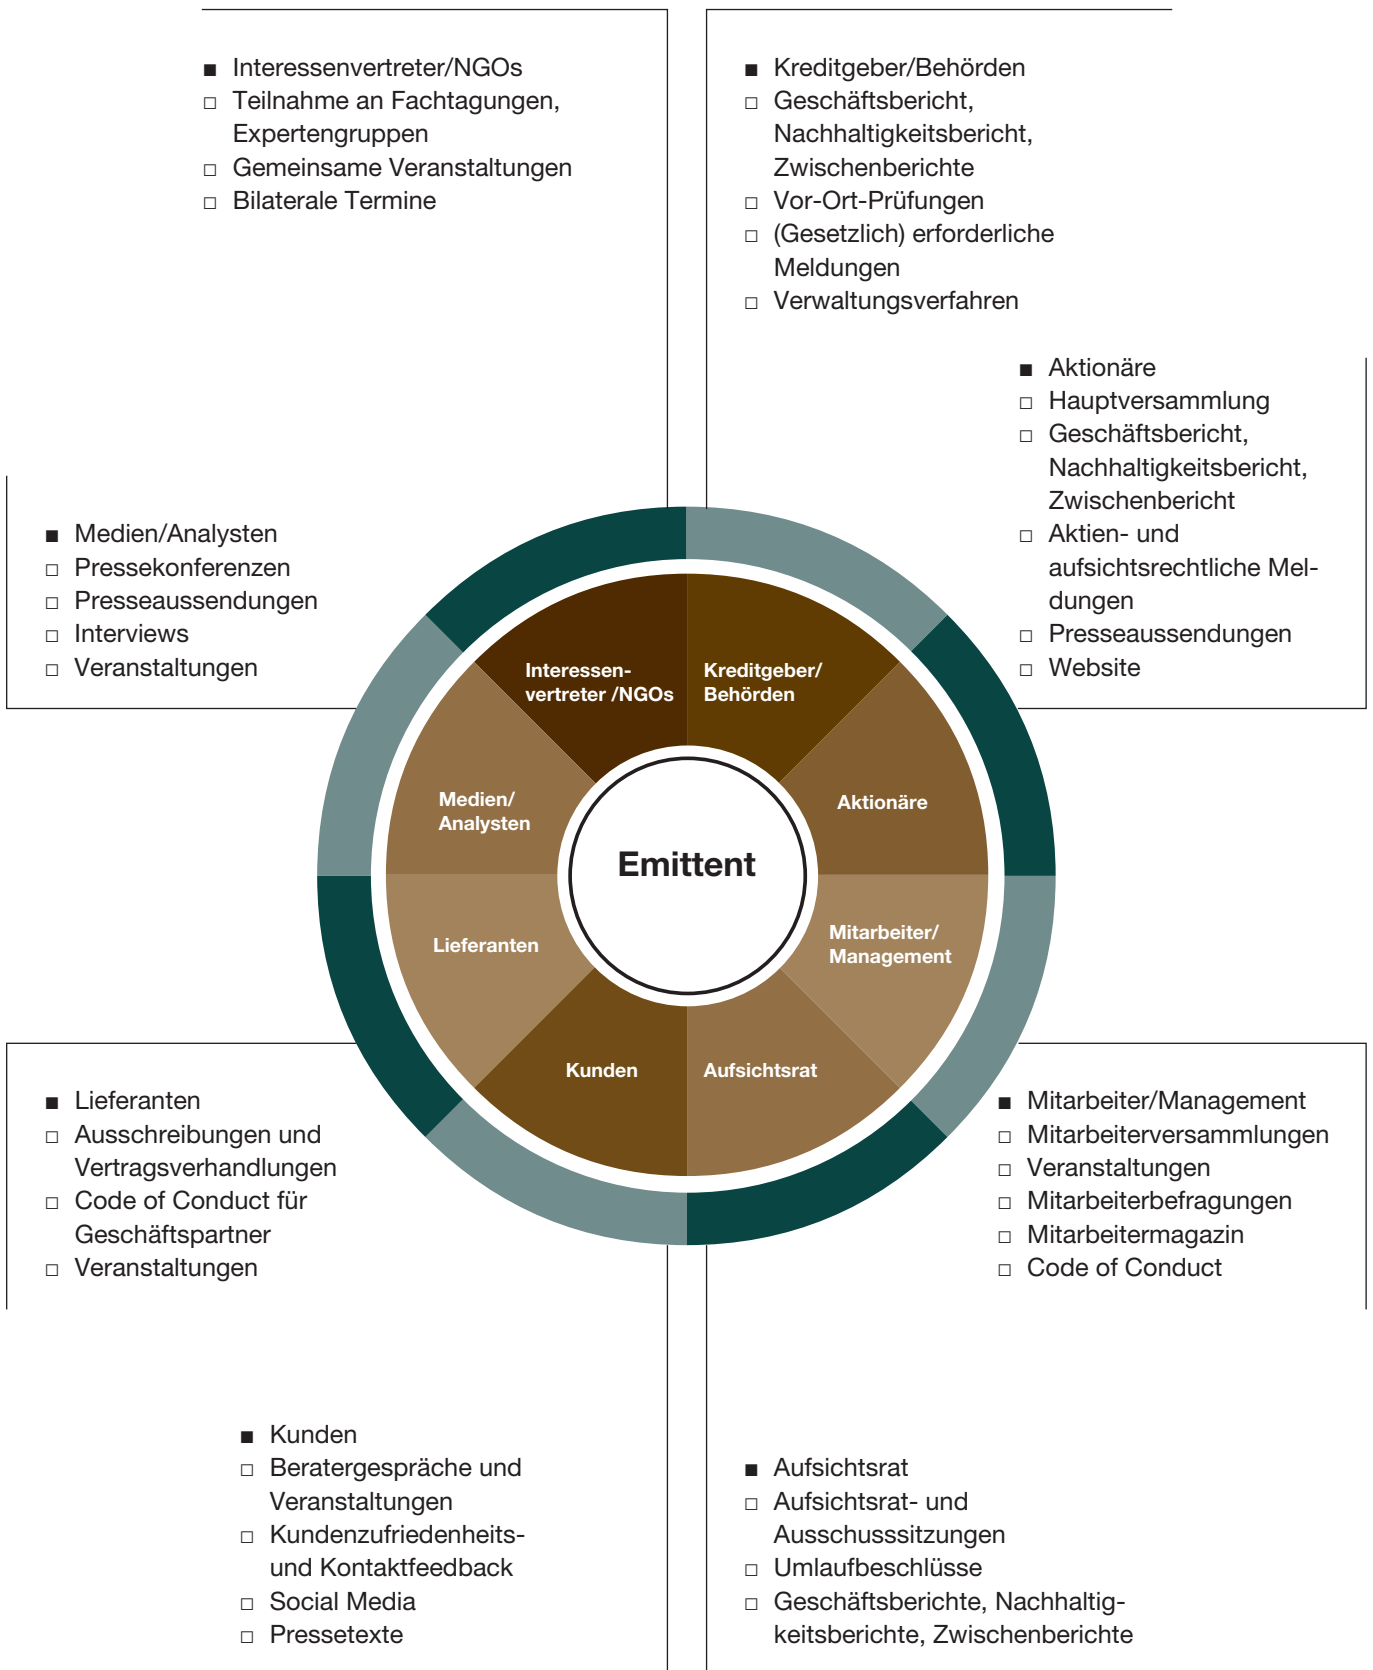 ■ Interessenvertreter/NGOs
□ Teilnahme an Fachtagungen,
Expertengruppen
□ Gemeinsame Veranstaltungen
□ Bilaterale Termine
■ Kreditgeber/Behörden
□ Geschäftsbericht,
Nachhaltigkeitsbericht,
Zwischenberichte
□ Vor-Ort-Prüfungen
□ (Gesetzlich) erforderliche
Meldungen
□ Verwaltungsverfahren
■ Aktionäre
□ Hauptversammlung
□ Geschäftsbericht,
Nachhaltigkeitsbericht,
Zwischenbericht
□ Aktien- und
aufsichtsrechtliche Mel-
dungen
□ Presseaussendungen
□ Website
■ Medien/Analysten
□ Pressekonferenzen
□ Presseaussendungen
□ Interviews
□ Veranstaltungen
Interessen-
vertreter /NGOs
Kreditgeber/
Behörden
Medien/
Analysten
Aktionäre
Emittent
Lieferanten
Mitarbeiter/
Management
Kunden
Aufsichtsrat
■ Lieferanten
□ Ausschreibungen und
Vertragsverhandlungen
□ Code of Conduct für
Geschäftspartner
□ Veranstaltungen
■ Mitarbeiter/Management
□ Mitarbeiterversammlungen
□ Veranstaltungen
□ Mitarbeiterbefragungen
□ Mitarbeitermagazin
□ Code of Conduct
■ Kunden
□ Beratergespräche und
Veranstaltungen
□ Kundenzufriedenheits-
und Kontaktfeedback
□ Social Media
□ Pressetexte
■ Aufsichtsrat
□ Aufsichtsrat- und
Ausschusssitzungen
□ Umlaufbeschlüsse
□ Geschäftsberichte, Nachhaltig-
keitsberichte, Zwischenberichte